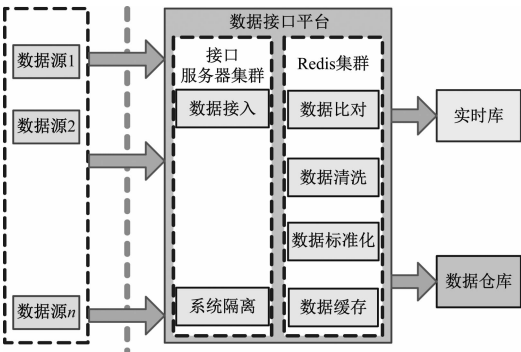 数据接口平台
数据源1
数据源2
数据源n
接口
服务器集群
数据接入
系统隔离
Redis集群
数据比对
数据清洗
数据标准化
数据缓存
实时库
数据仓库